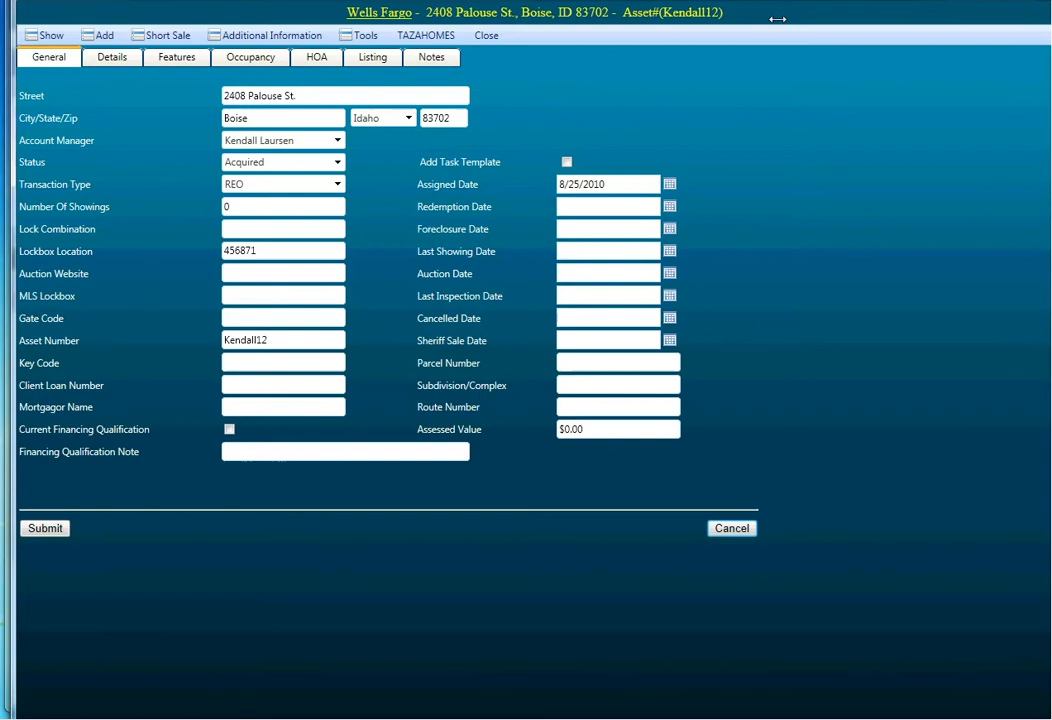 Wells Fargo - 2408 Palouse St., Boise, ID 83702 - Asset#(Kendall12)
Show Add Short Sale Additional Information Tools TAZAHOMES Close
General Details Features Occupancy HOA Listing Notes
Street 2408 Palouse St.
City/State/Zip Boise Idaho 83702
Account Manager Kendall Laursen
Status Acquired Add Task Template
Transaction Type REO Assigned Date 8/25/2010
Number Of Showings 0 Redemption Date
Lock Combination Foreclosure Date
Lockbox Location 456871 Last Showing Date
Auction Website Auction Date
MLS Lockbox Last Inspection Date
Gate Code Cancelled Date
Asset Number Kendall12 Sheriff Sale Date
Key Code Parcel Number
Client Loan Number Subdivision/Complex
Mortgagor Name Route Number
Current Financing Qualification Assessed Value $0.00
Financing Qualification Note
Submit Cancel